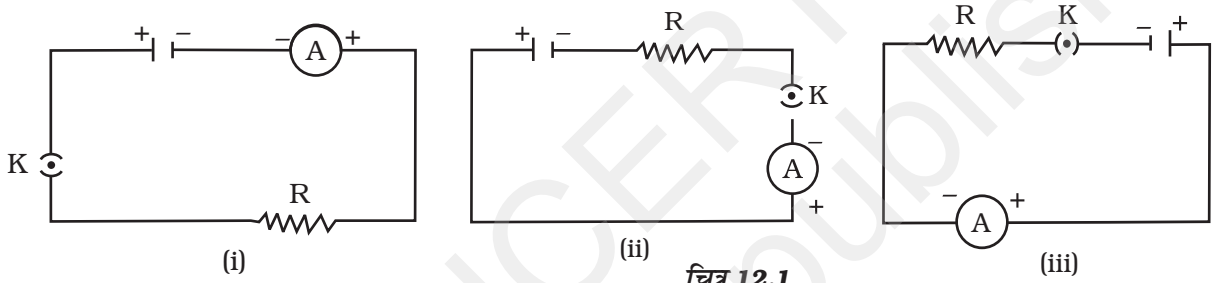 + − − A + K R (i)
+ − R K − A + (ii)
R K − + − A + (iii)
चित्र 12.1